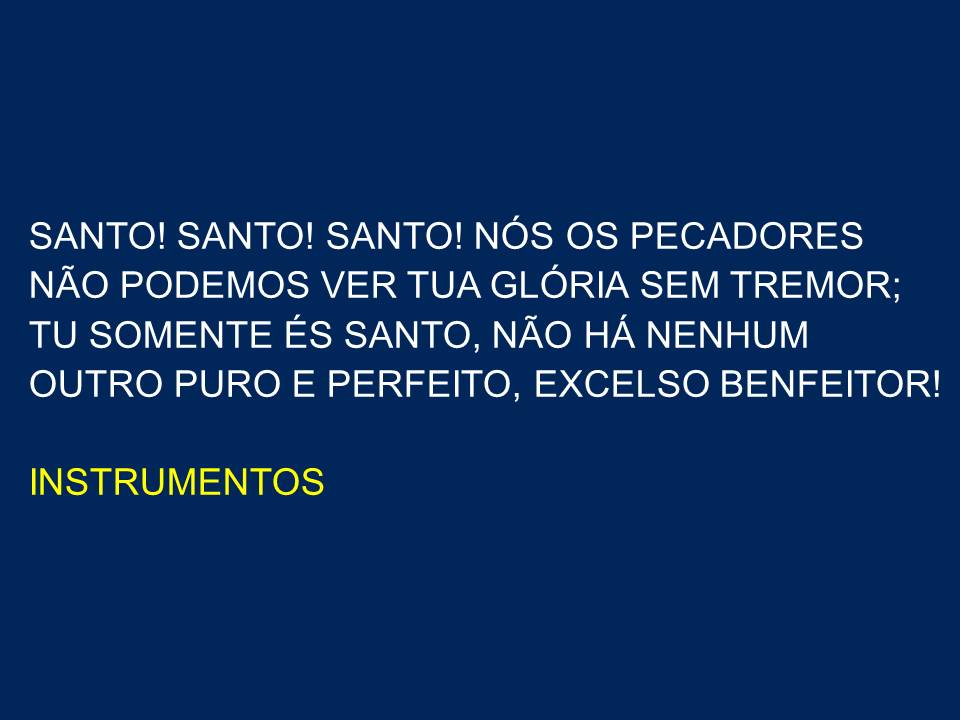 SANTO! SANTO! SANTO! NÓS OS PECADORES
NÃO PODEMOS VER TUA GLÓRIA SEM TREMOR;
TU SOMENTE ÉS SANTO, NÃO HÁ NENHUM
OUTRO PURO E PERFEITO, EXCELSO BENFEITOR!
INSTRUMENTOS